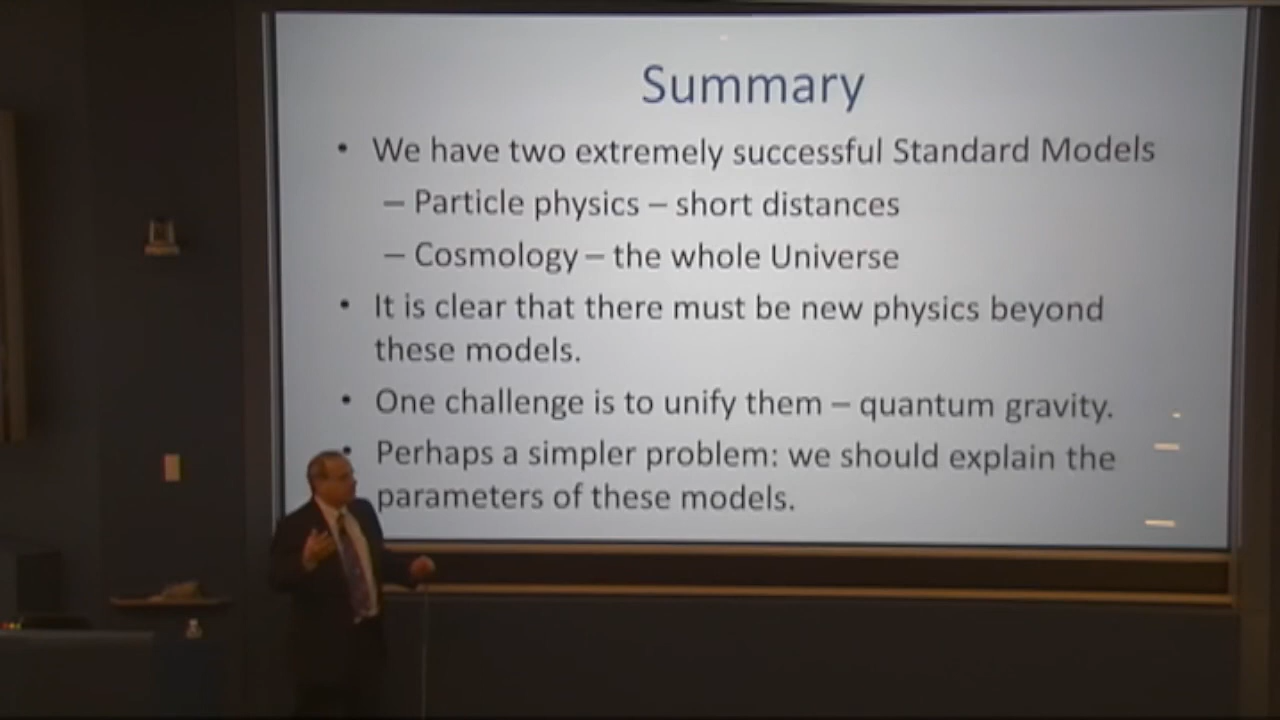 Summary
• We have two extremely successful Standard Models
– Particle physics – short distances
– Cosmology – the whole Universe
• It is clear that there must be new physics beyond
these models.
• One challenge is to unify them – quantum gravity.
• Perhaps a simpler problem: we should explain the
parameters of these models.